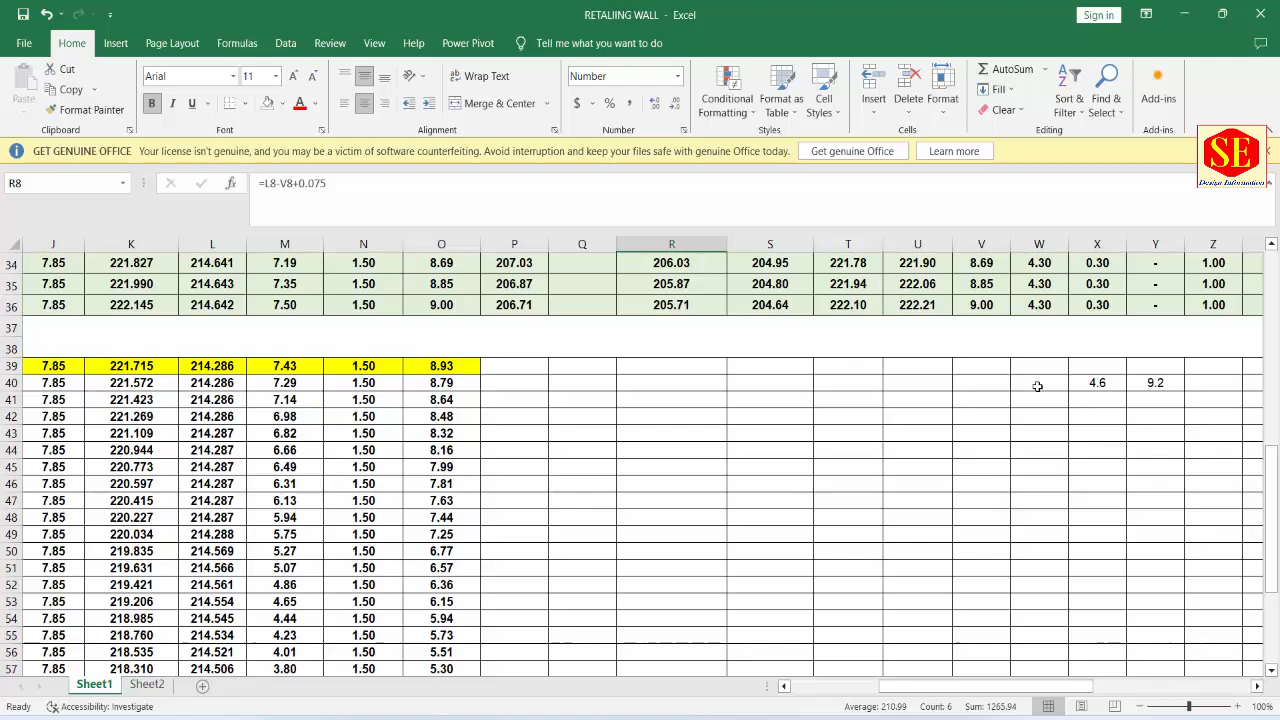 RETALIING WALL - Excel
Sign in
File Home Insert Page Layout Formulas Data Review View Help Power Pivot Tell me what you want to do
Paste
Cut
Copy
Format Painter
Clipboard
Arial 11
B I U
Font
Wrap Text
Merge & Center
Alignment
Number
$ % ,
Number
Conditional Formatting
Format as Table
Cell Styles
Styles
Insert Delete Format
Cells
AutoSum
Fill
Clear
Sort & Filter
Find & Select
Editing
Add-ins
Add-ins
GET GENUINE OFFICE Your license isn't genuine, and you may be a victim of software counterfeiting. Avoid interruption and keep your files safe with genuine Office today. Get genuine Office Learn more
SE
Design Information
R8 fx =L8-V8+0.075
J K L M N O P Q R S T U V W X Y Z
34 7.85 221.827 214.641 7.19 1.50 8.69 207.03 206.03 204.95 221.78 221.90 8.69 4.30 0.30 - 1.00
35 7.85 221.990 214.643 7.35 1.50 8.85 206.87 205.87 204.80 221.94 222.06 8.85 4.30 0.30 - 1.00
36 7.85 222.145 214.642 7.50 1.50 9.00 206.71 205.71 204.64 222.10 222.21 9.00 4.30 0.30 - 1.00
37
38
39 7.85 221.715 214.286 7.43 1.50 8.93
40 7.85 221.572 214.286 7.29 1.50 8.79 4.6 9.2
41 7.85 221.423 214.286 7.14 1.50 8.64
42 7.85 221.269 214.287 6.98 1.50 8.48
43 7.85 221.109 214.287 6.82 1.50 8.32
44 7.85 220.944 214.287 6.66 1.50 8.16
45 7.85 220.773 214.287 6.49 1.50 7.99
46 7.85 220.597 214.287 6.31 1.50 7.81
47 7.85 220.415 214.287 6.13 1.50 7.63
48 7.85 220.227 214.287 5.94 1.50 7.44
49 7.85 220.034 214.288 5.75 1.50 7.25
50 7.85 219.835 214.569 5.27 1.50 6.77
51 7.85 219.631 214.566 5.07 1.50 6.57
52 7.85 219.421 214.561 4.86 1.50 6.36
53 7.85 219.206 214.554 4.65 1.50 6.15
54 7.85 218.985 214.545 4.44 1.50 5.94
55 7.85 218.760 214.534 4.23 1.50 5.73
56 7.85 218.535 214.521 4.01 1.50 5.51
57 7.85 218.310 214.506 3.80 1.50 5.30
Sheet1 Sheet2
Ready Accessibility: Investigate Average: 210.99 Count: 6 Sum: 1265.94 100%